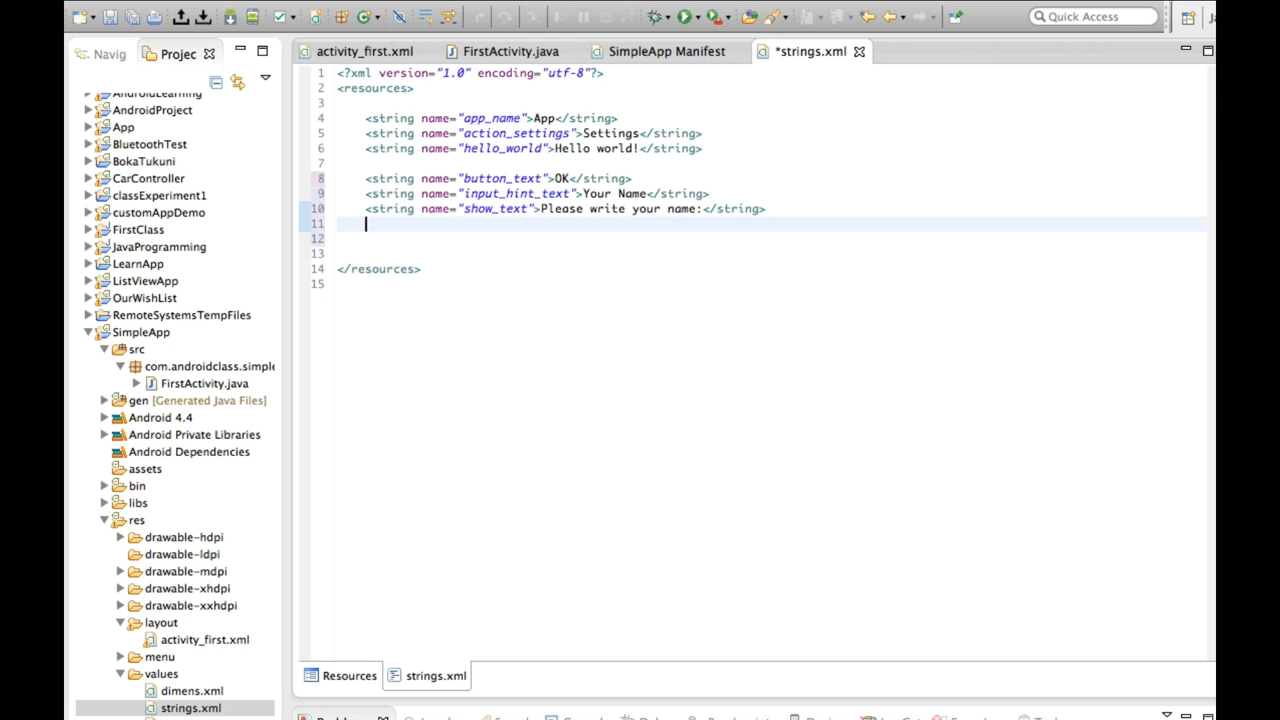 Quick Access
Navig
Projec
activity_first.xml
FirstActivity.java
SimpleApp Manifest
*strings.xml
AndroidLearning
AndroidProject
App
BluetoothTest
BokaTukuni
CarController
classExperiment1
customAppDemo
FirstClass
JavaProgramming
LearnApp
ListViewApp
OurWishList
RemoteSystemsTempFiles
SimpleApp
src
com.androidclass.simple
FirstActivity.java
gen [Generated Java Files]
Android 4.4
Android Private Libraries
Android Dependencies
assets
bin
libs
res
drawable-hdpi
drawable-ldpi
drawable-mdpi
drawable-xhdpi
drawable-xxhdpi
layout
activity_first.xml
menu
values
dimens.xml
strings.xml
1 <?xml version="1.0" encoding="utf-8"?>
2 <resources>
3
4 <string name="app_name">App</string>
5 <string name="action_settings">Settings</string>
6 <string name="hello_world">Hello world!</string>
7
8 <string name="button_text">OK</string>
9 <string name="input_hint_text">Your Name</string>
10 <string name="show_text">Please write your name:</string>
11
12
13
14 </resources>
15
Resources
strings.xml